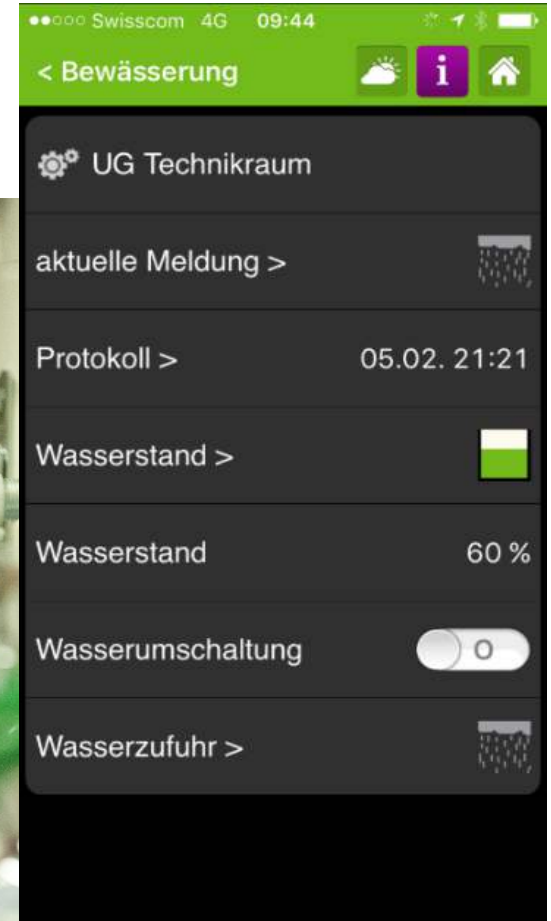 Swisscom 4G 09:44
< Bewässerung
i
UG Technikraum
aktuelle Meldung >
Protokoll > 05.02. 21:21
Wasserstand >
Wasserstand 60 %
Wasserumschaltung O
Wasserzufuhr >